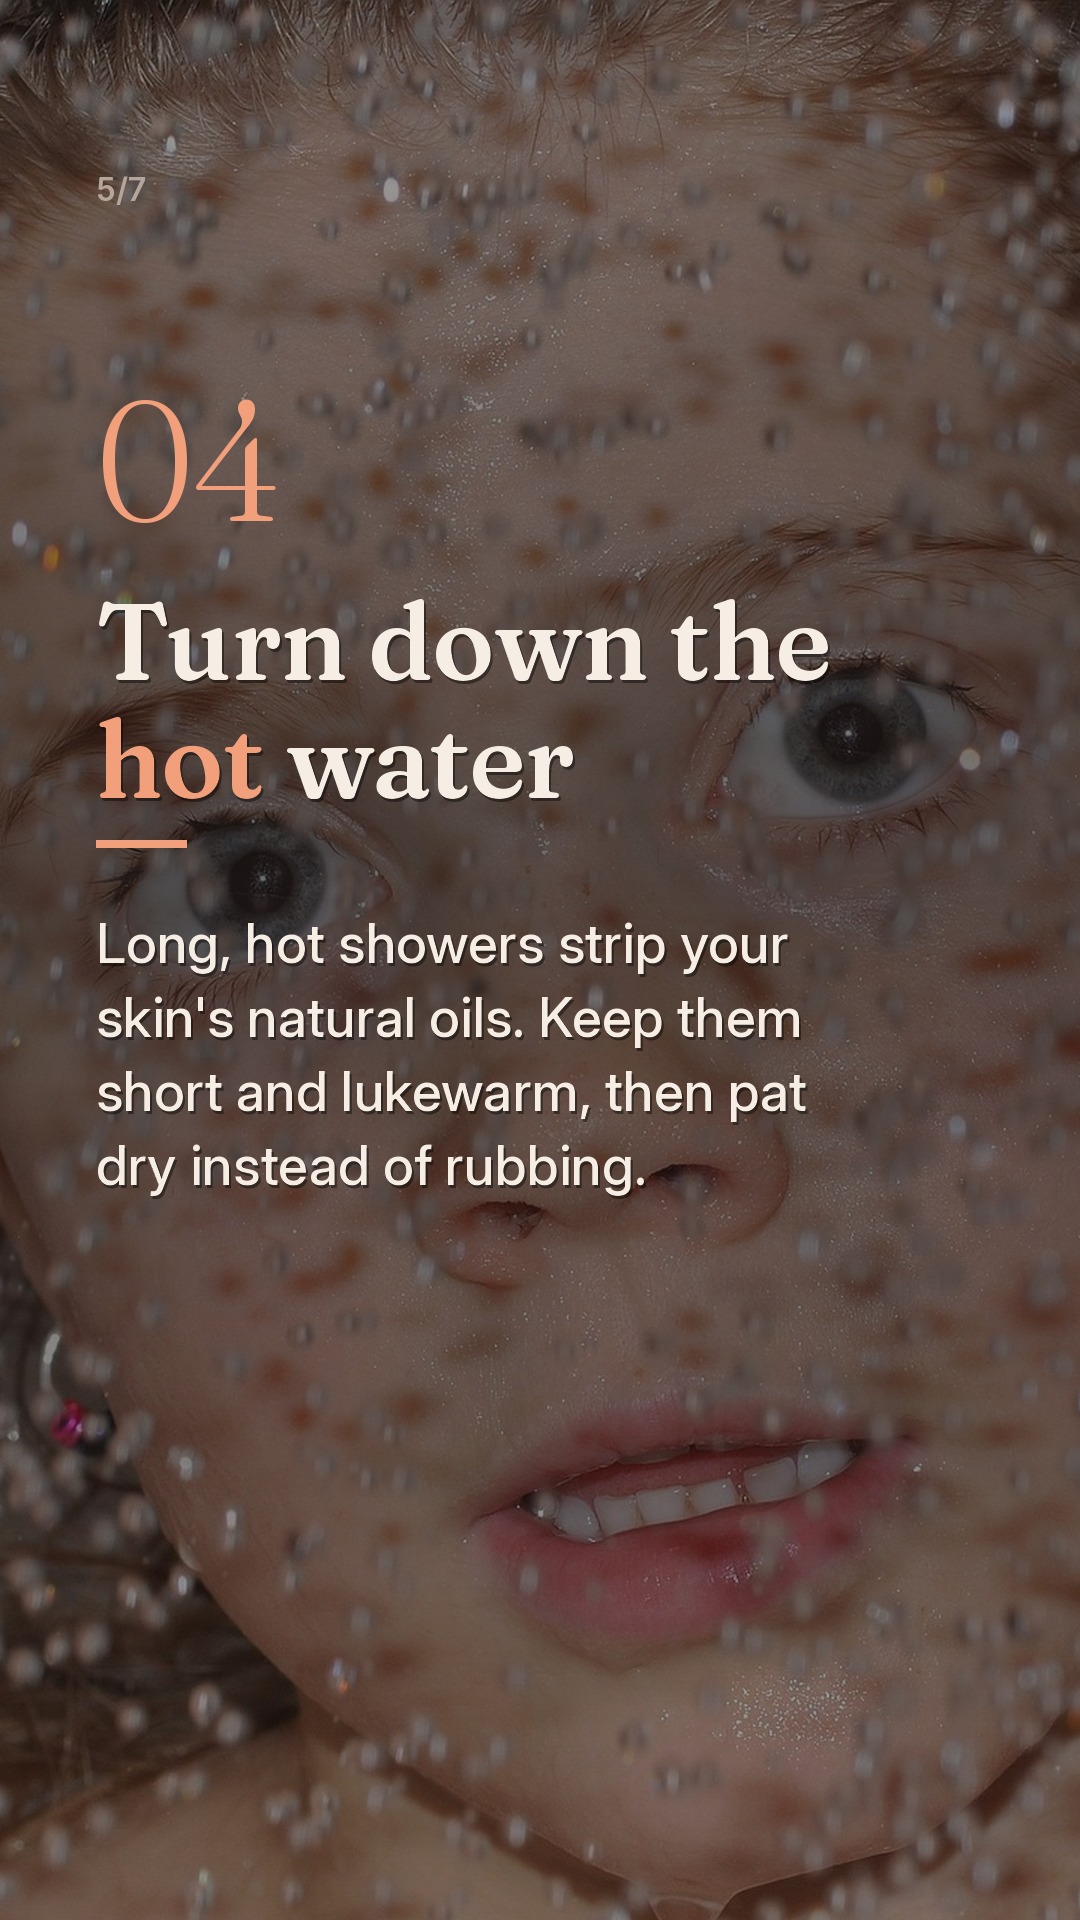 5/7
04
Turn down the
hot water
Long, hot showers strip your
skin's natural oils. Keep them
short and lukewarm, then pat
dry instead of rubbing.